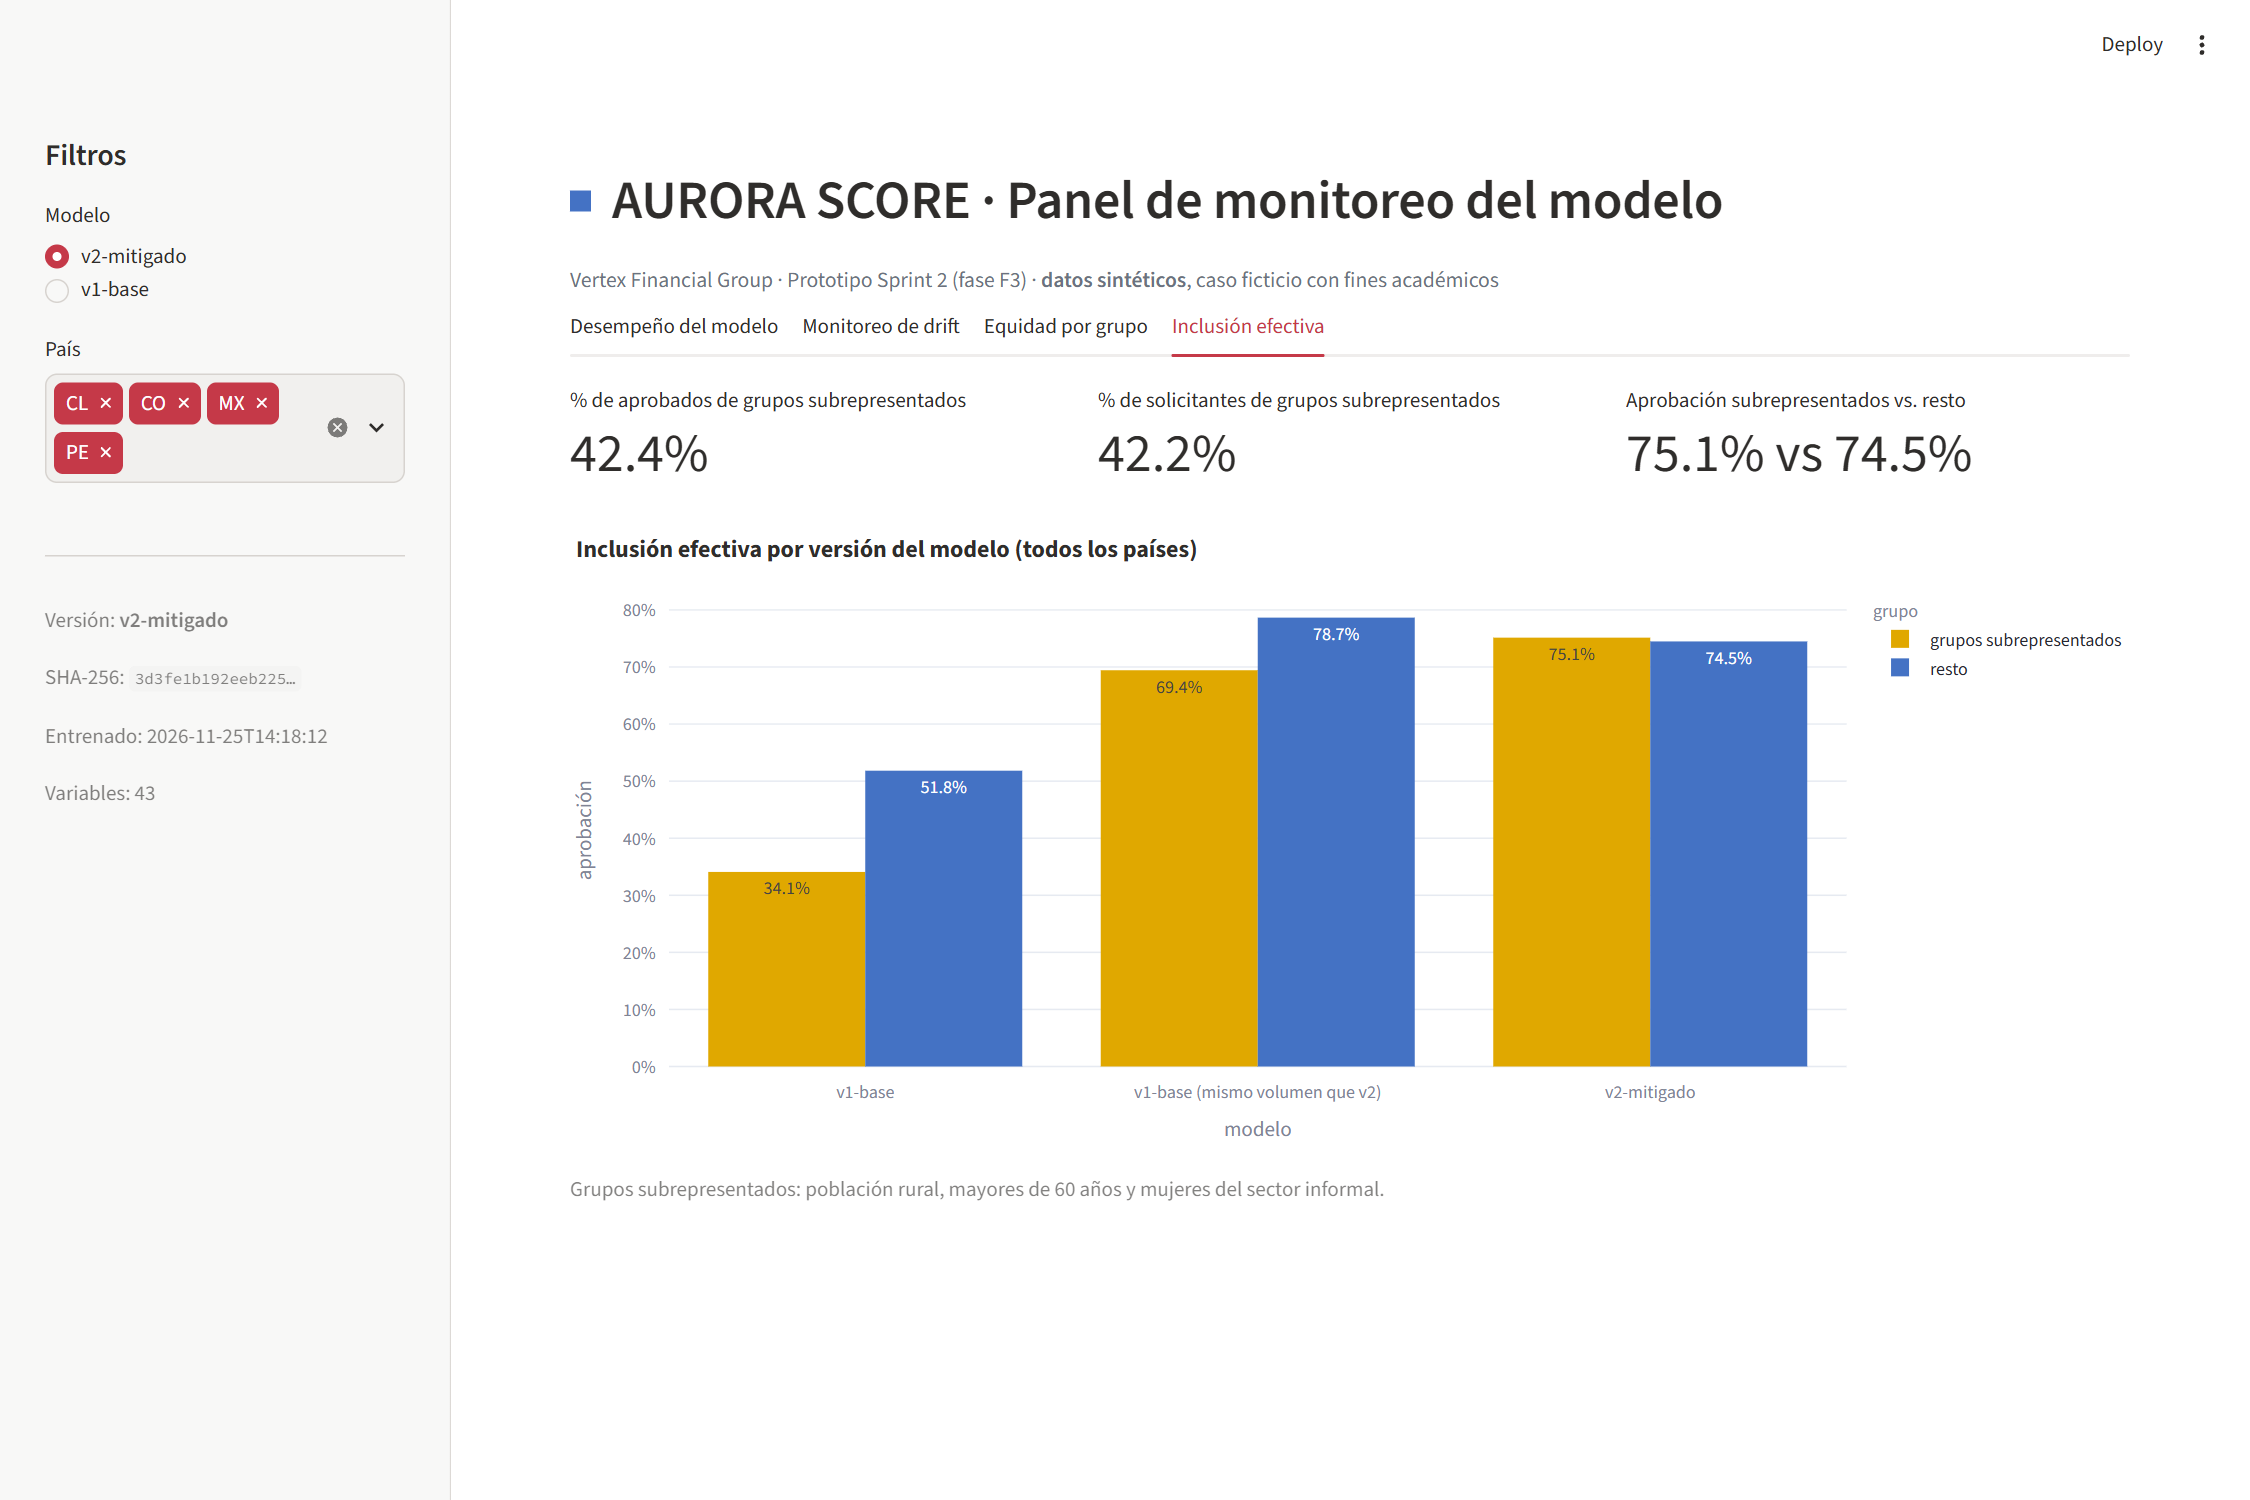 Deploy
Filtros
Modelo
v2-mitigado
v1-base
País
CL × CO × MX ×
PE ×
Versión: v2-mitigado
SHA-256: 3d3fe1b192eeb225…
Entrenado: 2026-11-25T14:18:12
Variables: 43
AURORA SCORE · Panel de monitoreo del modelo
Vertex Financial Group · Prototipo Sprint 2 (fase F3) · datos sintéticos, caso ficticio con fines académicos
Desempeño del modelo Monitoreo de drift Equidad por grupo Inclusión efectiva
% de aprobados de grupos subrepresentados
42.4%
% de solicitantes de grupos subrepresentados
42.2%
Aprobación subrepresentados vs. resto
75.1% vs 74.5%
Inclusión efectiva por versión del modelo (todos los países)
aprobación
80%
70%
60%
50%
40%
30%
20%
10%
0%
34.1%
51.8%
69.4%
78.7%
75.1%
74.5%
v1-base
v1-base (mismo volumen que v2)
v2-mitigado
modelo
grupo
grupos subrepresentados
resto
Grupos subrepresentados: población rural, mayores de 60 años y mujeres del sector informal.